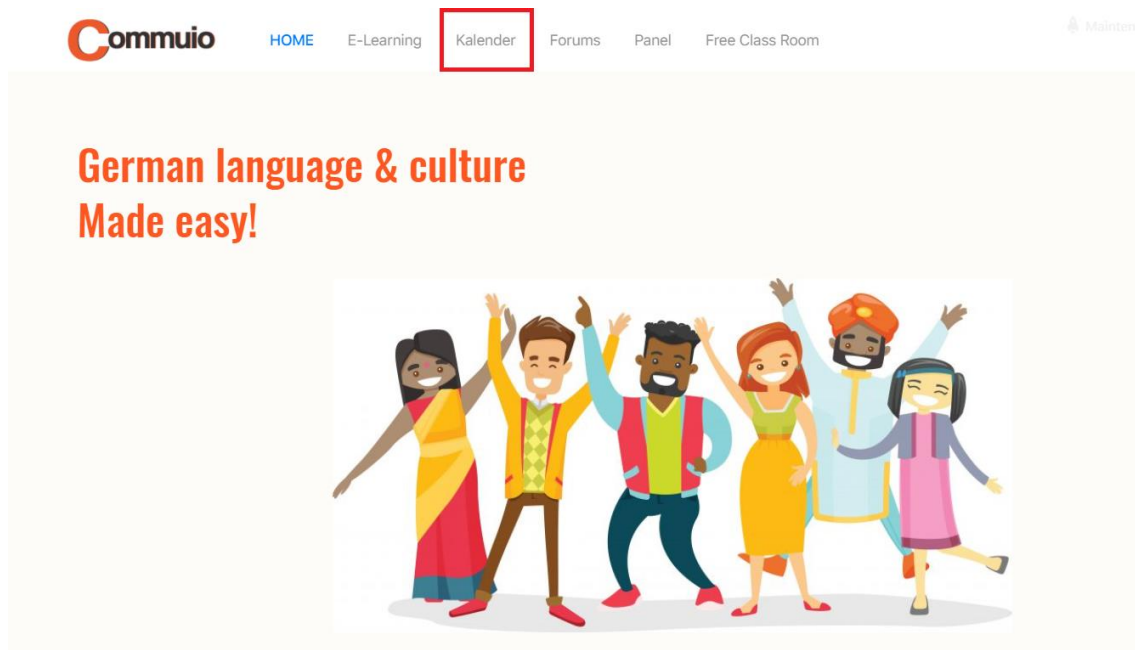 Commuio HOME E-Learning Kalender Forums Panel Free Class Room
German language & culture
Made easy!